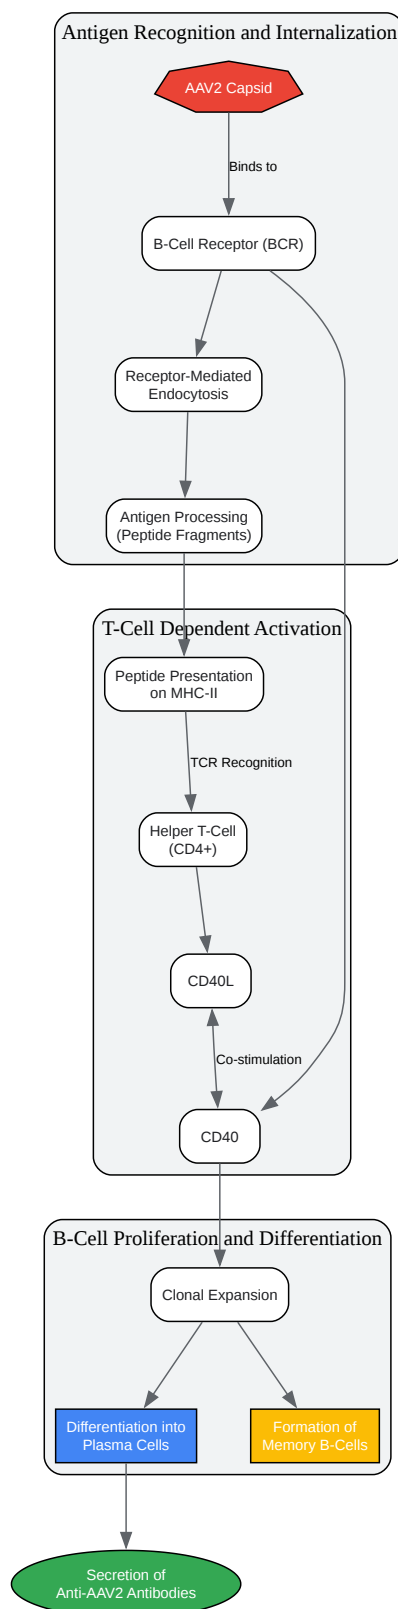 Antigen Recognition and Internalization
AAV2 Capsid
Binds to
B-Cell Receptor (BCR)
Receptor-Mediated
Endocytosis
Antigen Processing
(Peptide Fragments)
T-Cell Dependent Activation
Peptide Presentation
on MHC-II
TCR Recognition
Helper T-Cell
(CD4+)
CD40L
Co-stimulation
CD40
B-Cell Proliferation and Differentiation
Clonal Expansion
Differentiation into
Plasma Cells
Formation of
Memory B-Cells
Secretion of
Anti-AAV2 Antibodies